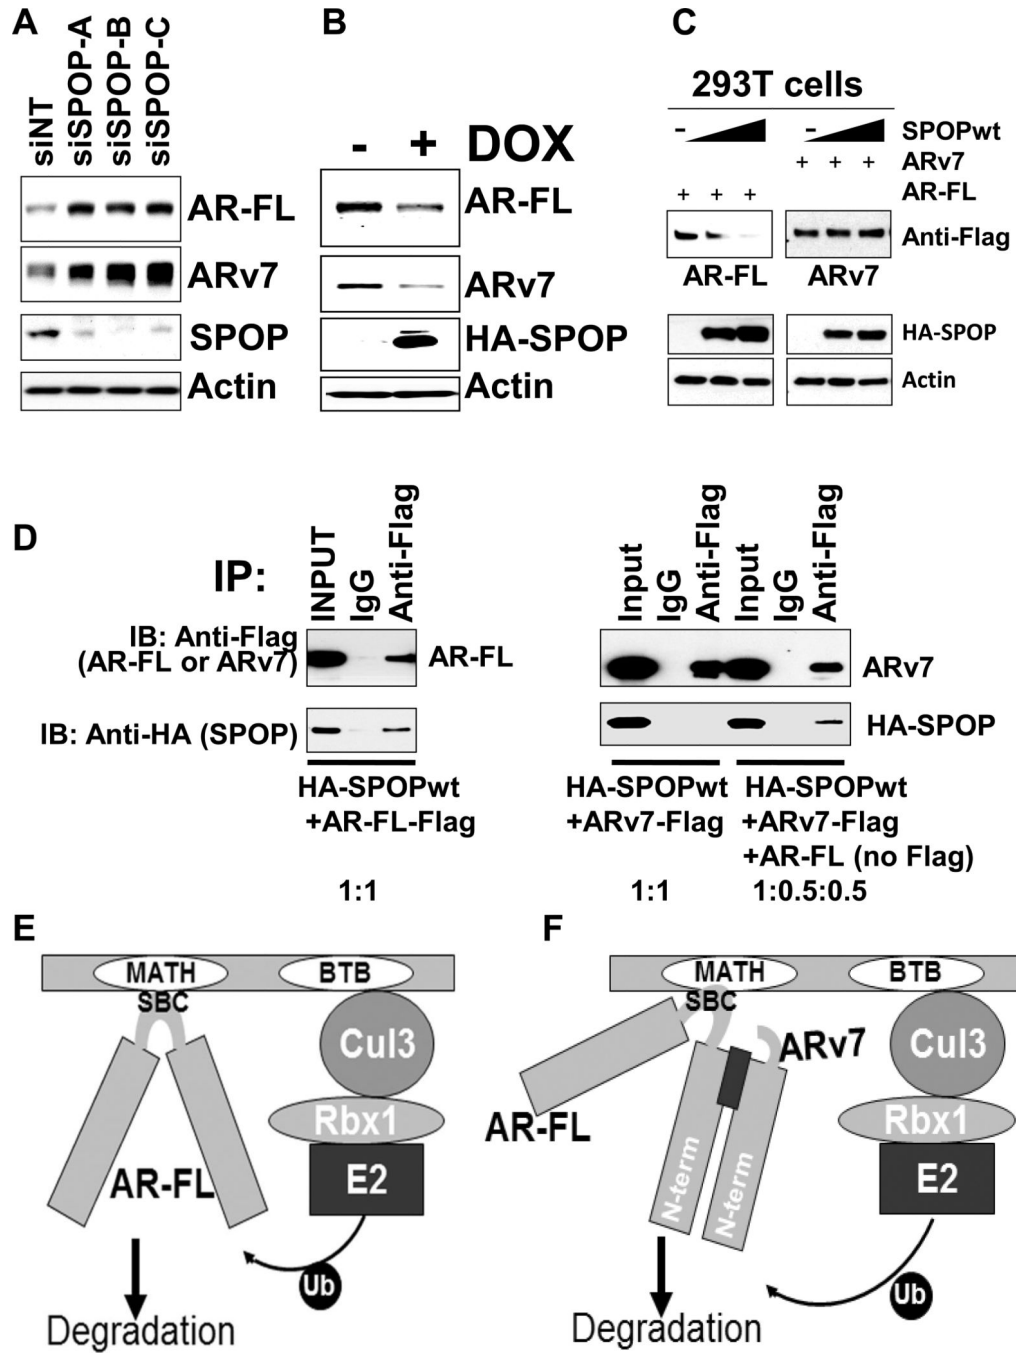 A
siNT
siSPOP-A
siSPOP-B
siSPOP-C
AR-FL
ARv7
SPOP
Actin
B
- + DOX
AR-FL
ARv7
HA-SPOP
Actin
C
293T cells
- - SPOPwt
+ + + ARv7
+ + + AR-FL
Anti-Flag
AR-FL ARv7
HA-SPOP
Actin
D
IP:
INPUT
IgG
Anti-Flag
Input
IgG
Anti-Flag
Input
IgG
Anti-Flag
IB: Anti-Flag
(AR-FL or ARv7)
AR-FL
ARv7
IB: Anti-HA (SPOP)
HA-SPOP
HA-SPOPwt
+AR-FL-Flag
1:1
HA-SPOPwt
+ARv7-Flag
1:1
HA-SPOPwt
+ARv7-Flag
+AR-FL (no Flag)
1:0.5:0.5
E
MATH BTB
SBC
Cul3
Rbx1
AR-FL
E2
Ub
Degradation
F
MATH BTB
SBC
ARv7
Cul3
AR-FL
Rbx1
N-term
N-term
E2
Ub
Degradation